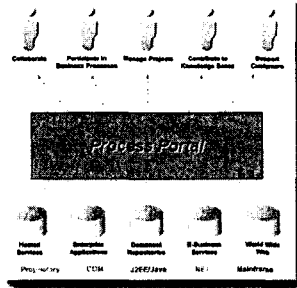 Collaborate
Participate in
Business Processes
Manage Projects
Contribute to
Knowledge Bases
Support
Customers
Process Portal
Hosted
Services
Enterprise
Applications
Document
Repositories
E-Business
Services
World Wide
Web
Proprietary
COM
J2EE/Java
.NET
Mainframe